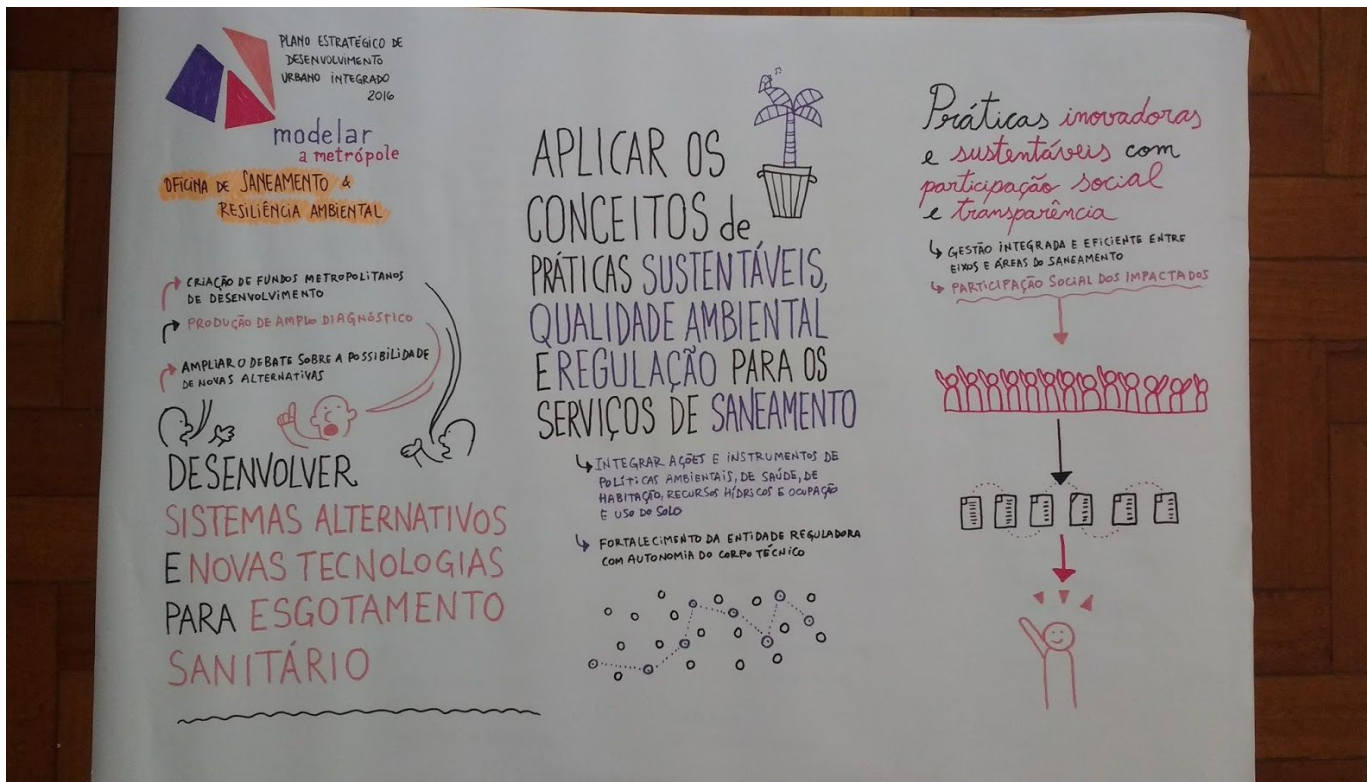 PLANO ESTRATÉGICO DE
DESENVOLVIMENTO
URBANO INTEGRADO
2016
modelar
a metrópole
OFICINA DE SANEAMENTO &
RESILIÊNCIA AMBIENTAL
CRIAÇÃO DE FUNDOS METROPOLITANOS
DE DESENVOLVIMENTO
PRODUÇÃO DE AMPLO DIAGNÓSTICO
AMPLIAR O DEBATE SOBRE A POSSIBILIDADE
DE NOVAS ALTERNATIVAS
DESENVOLVER
SISTEMAS ALTERNATIVOS
E NOVAS TECNOLOGIAS
PARA ESGOTAMENTO
SANITÁRIO
APLICAR OS
CONCEITOS de
PRÁTICAS SUSTENTÁVEIS,
QUALIDADE AMBIENTAL
E REGULAÇÃO PARA OS
SERVIÇOS DE SANEAMENTO
INTEGRAR AÇÕES E INSTRUMENTOS DE
POLÍTICAS AMBIENTAIS, DE SAÚDE, DE
HABITAÇÃO, RECURSOS HÍDRICOS E OCUPAÇÃO
E USO DO SOLO
FORTALECIMENTO DA ENTIDADE REGULADORA
COM AUTONOMIA DO CORPO TÉCNICO
Práticas inovadoras
e sustentáveis com
participação social
e transparência
GESTÃO INTEGRADA E EFICIENTE ENTRE
EIXOS E ÁREAS DO SANEAMENTO
PARTICIPAÇÃO SOCIAL DOS IMPACTADOS